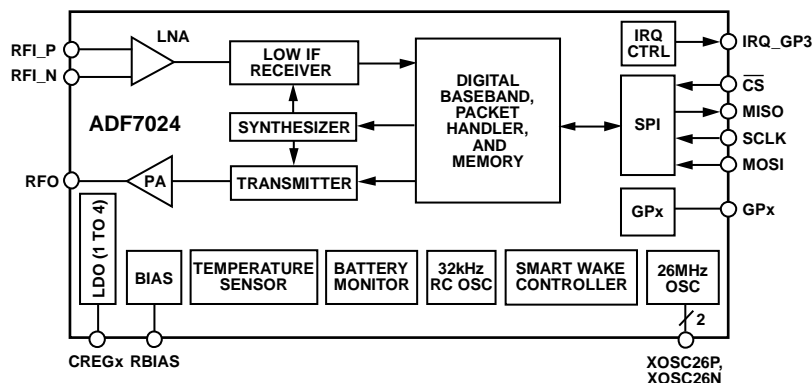 RFI_P
RFI_N
LNA
LOW IF
RECEIVER
DIGITAL
BASEBAND,
PACKET
HANDLER,
AND
MEMORY
IRQ
CTRL
IRQ_GP3
CS
MISO
SCLK
MOSI
SPI
ADF7024
SYNTHESIZER
RFO
PA
TRANSMITTER
GPx
GPx
LDO (1 TO 4)
BIAS
TEMPERATURE
SENSOR
BATTERY
MONITOR
32kHz
RC OSC
SMART WAKE
CONTROLLER
26MHz
OSC
2
CREGx
RBIAS
XOSC26P,
XOSC26N